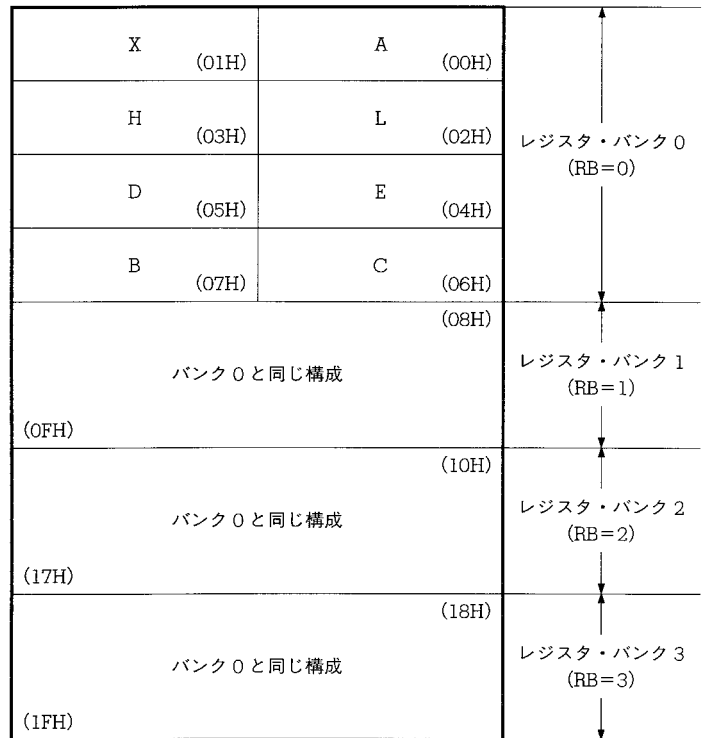 X
(01H)
A
(00H)
H
(03H)
L
(02H)
D
(05H)
E
(04H)
B
(07H)
C
(06H)
レジスタ・バンク0
(RB=0)
(08H)
バンク0と同じ構成
(0FH)
レジスタ・バンク1
(RB=1)
(10H)
バンク0と同じ構成
(17H)
レジスタ・バンク2
(RB=2)
(18H)
バンク0と同じ構成
(1FH)
レジスタ・バンク3
(RB=3)